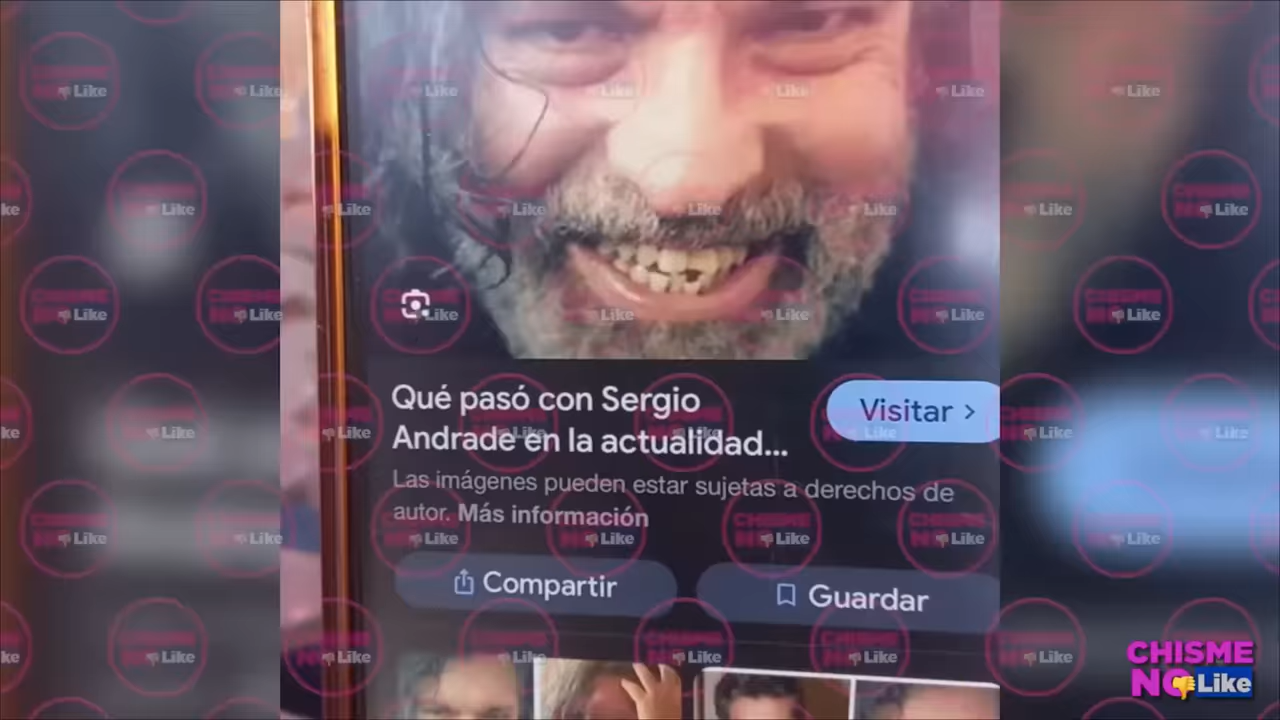 Qué pasó con Sergio
Andrade en la actualidad...
Visitar >
Las imágenes pueden estar sujetas a derechos de
autor. Más información
Compartir
Guardar
CHISME
NO Like